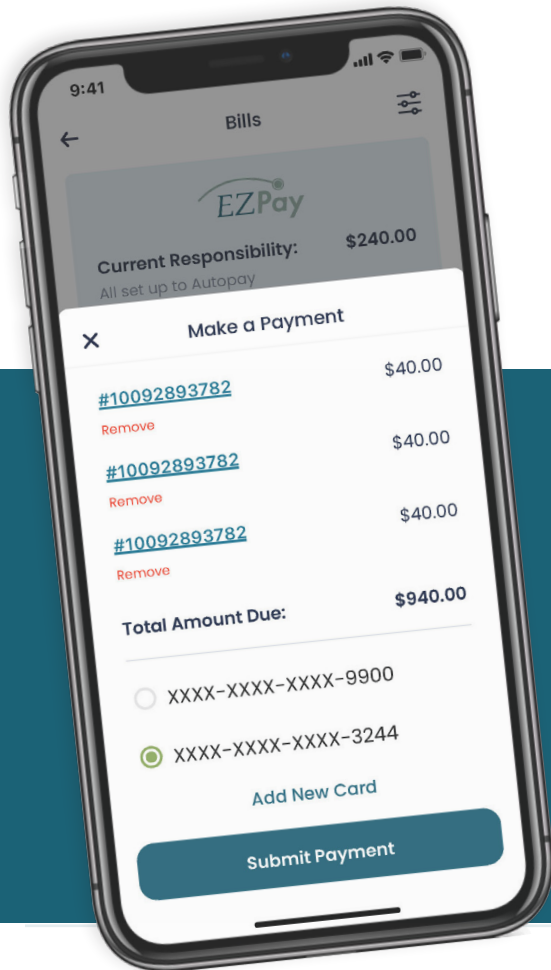 9:41
Bills
EZPay
Current Responsibility: $240.00
All set up to Autopay
Make a Payment
#10092893782 $40.00
Remove
#10092893782 $40.00
Remove
#10092893782 $40.00
Remove
Total Amount Due: $940.00
XXXX-XXXX-XXXX-9900
XXXX-XXXX-XXXX-3244
Add New Card
Submit Payment